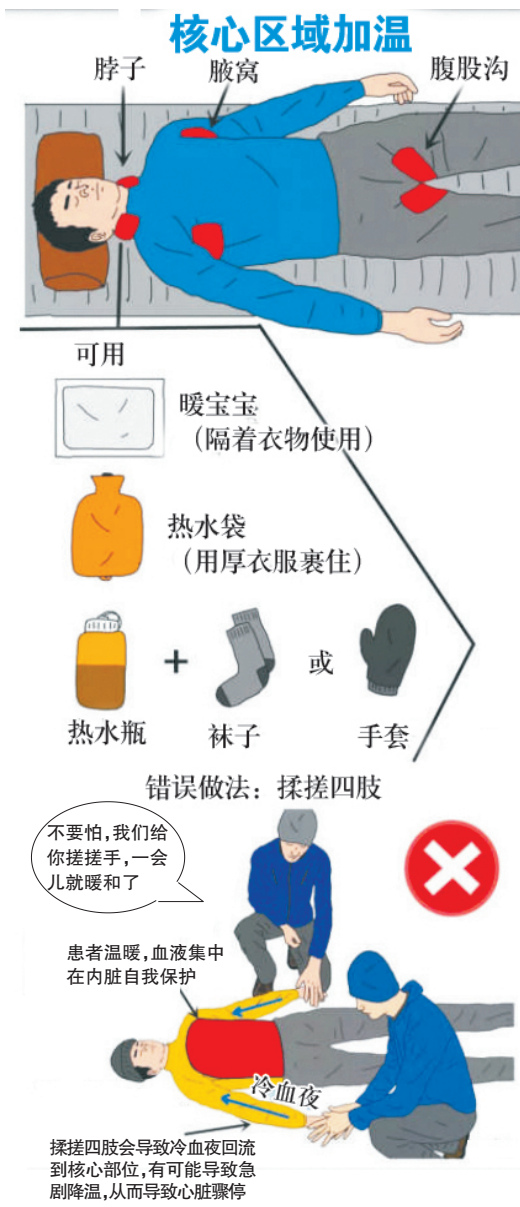 核心区域加温
脖子
腋窝
腹股沟
可用
暖宝宝
（隔着衣物使用）
热水袋
（用厚衣服裹住）
+
或
热水瓶
袜子
手套
错误做法：揉搓四肢
不要怕，我们给
你搓搓手，一会
儿就暖和了
患者温暖，血液集中
在内脏自我保护
冷血夜
揉搓四肢会导致冷血夜回流
到核心部位，有可能导致急
剧降温，从而导致心脏骤停